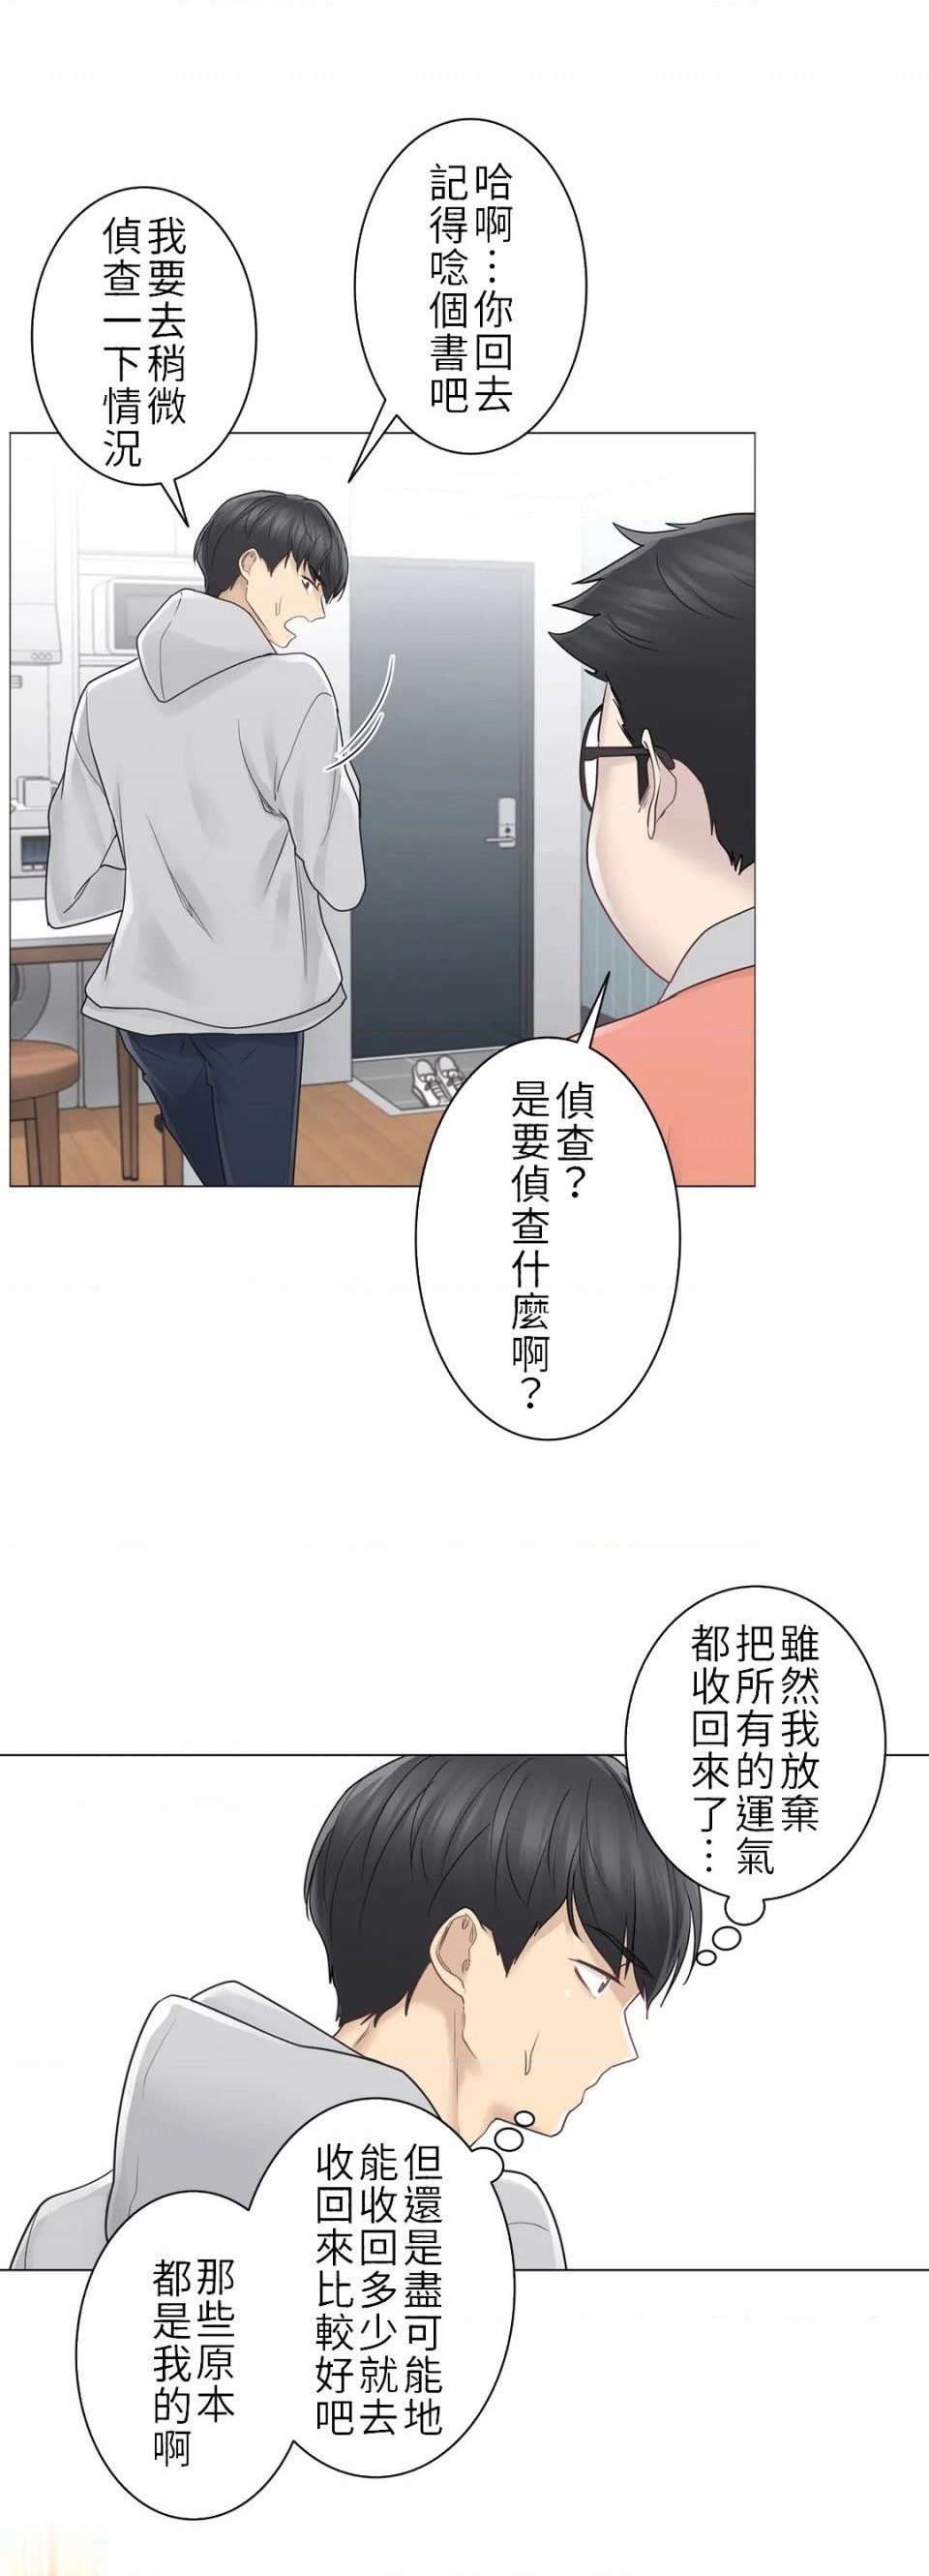 哈啊…你回去
記得唸個書吧
我要去稍微
偵查一下情況
偵查？
是要偵查什麼啊？
雖然我放棄
把所有的運氣
都收回來了…
但還是盡可能地
能收回多少就去
收回來比較好吧
那些原本
都是我的啊